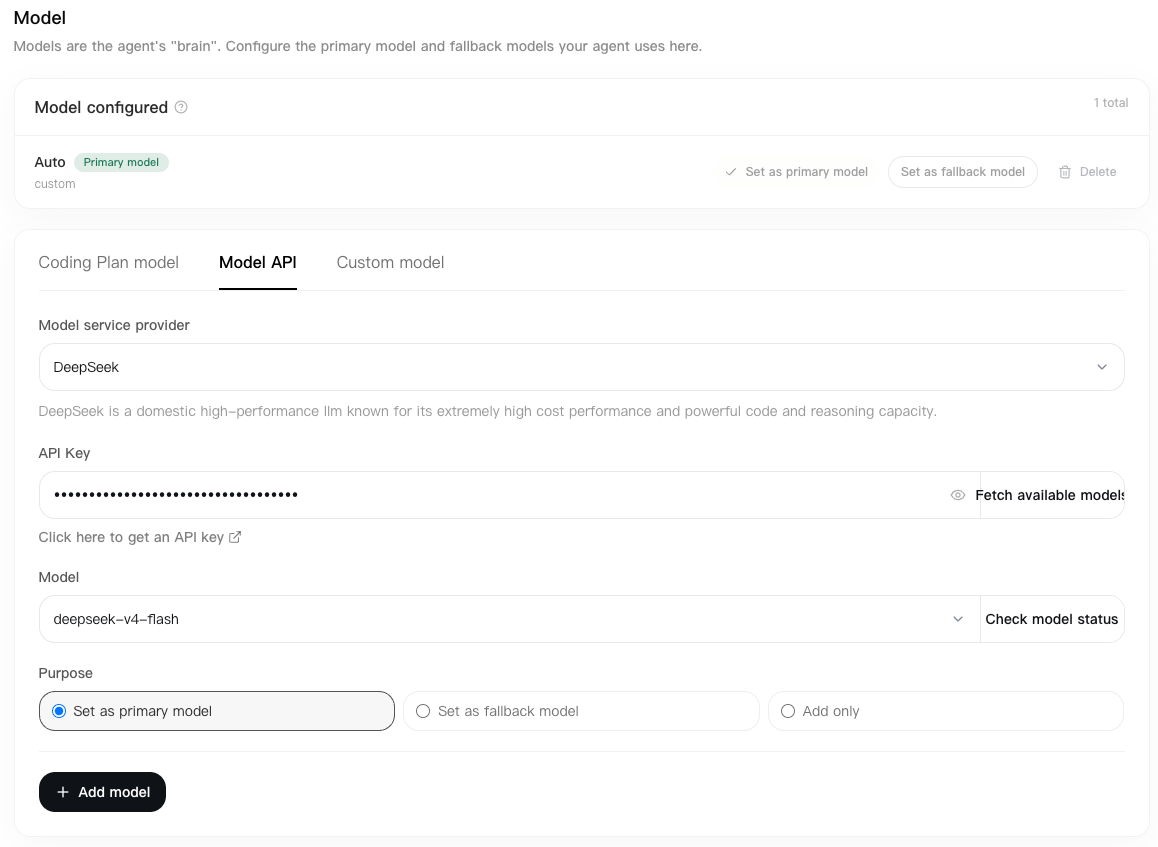 Model
Models are the agent's "brain". Configure the primary model and fallback models your agent uses here.
Model configured ?
1 total
Auto Primary model
custom
Set as primary model
Set as fallback model
Delete
Coding Plan model
Model API
Custom model
Model service provider
DeepSeek
DeepSeek is a domestic high-performance llm known for its extremely high cost performance and powerful code and reasoning capacity.
API Key
•••••••••••••••••••••••••••••••••••
Fetch available models
Click here to get an API key
Model
deepseek-v4-flash
Check model status
Purpose
Set as primary model
Set as fallback model
Add only
+ Add model